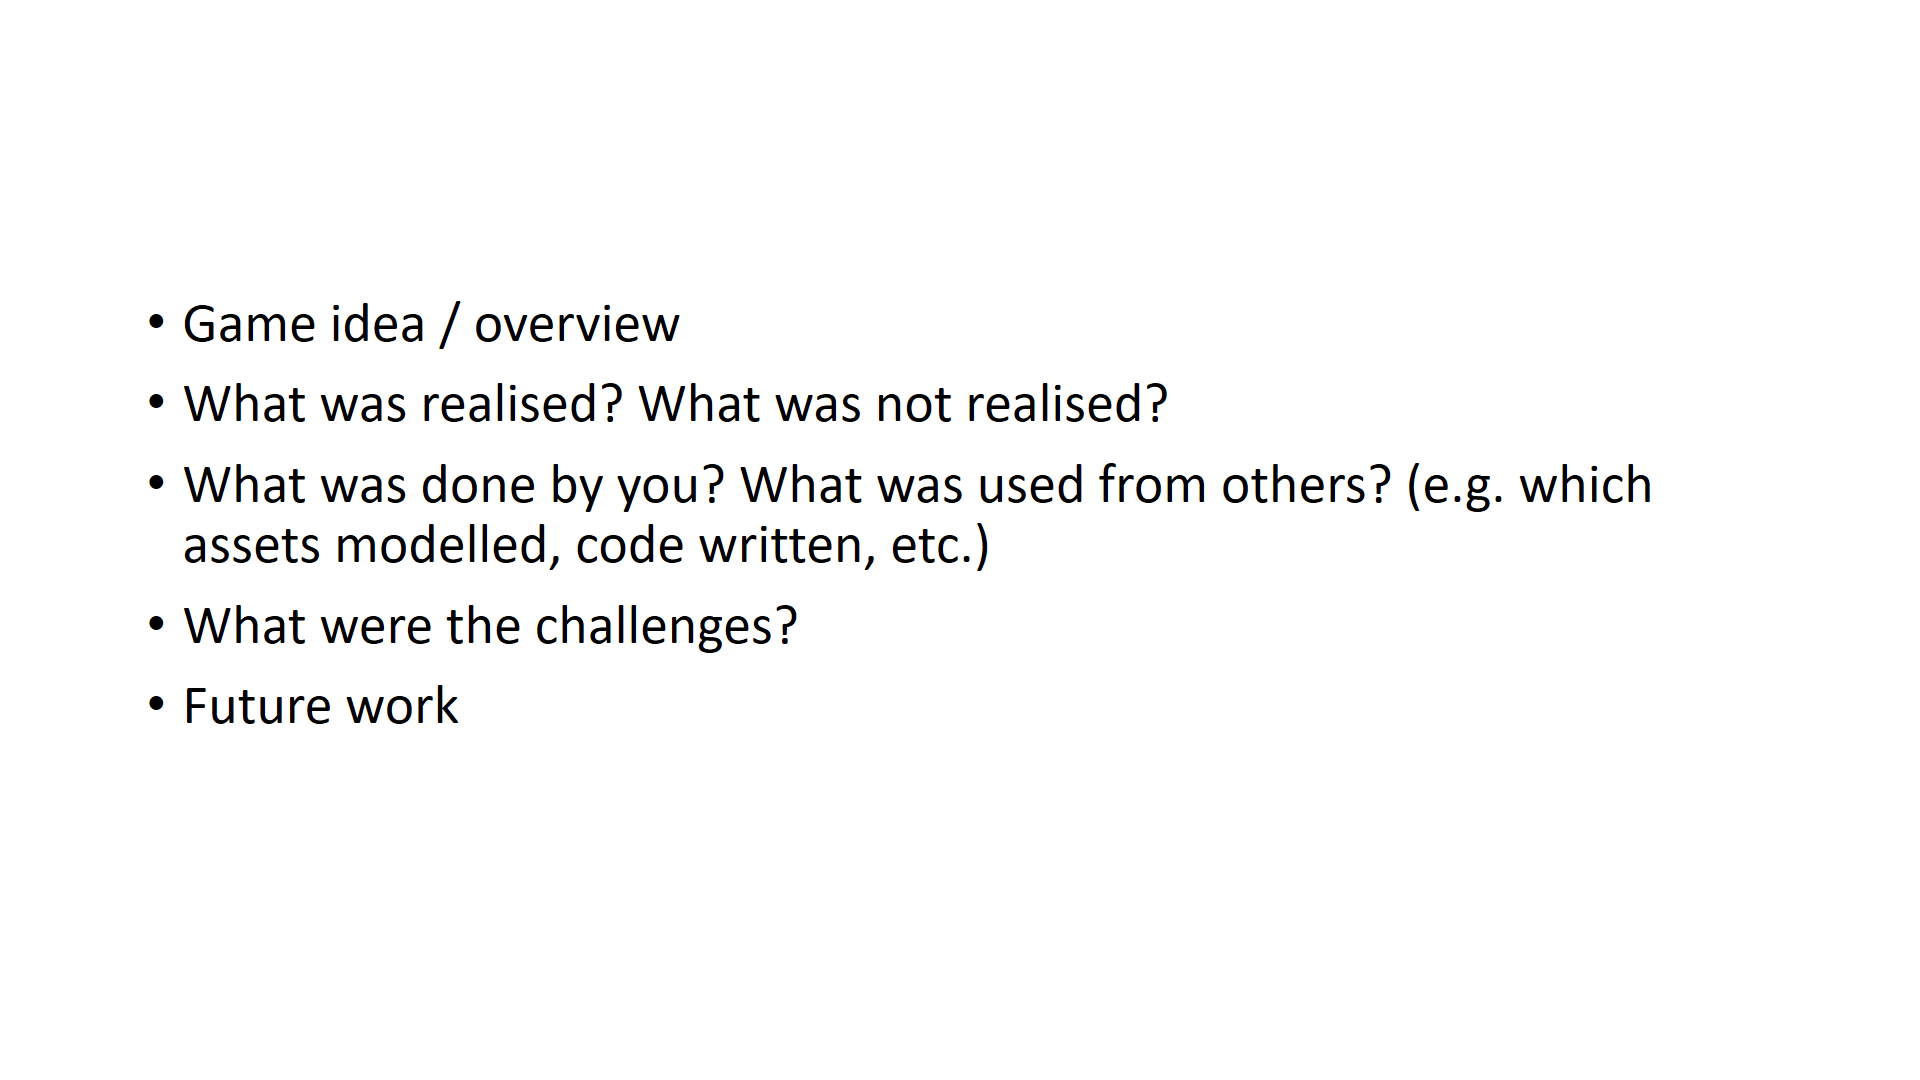 • Game idea / overview
• What was realised? What was not realised?
• What was done by you? What was used from others? (e.g. which
assets modelled, code written, etc.)
• What were the challenges?
• Future work